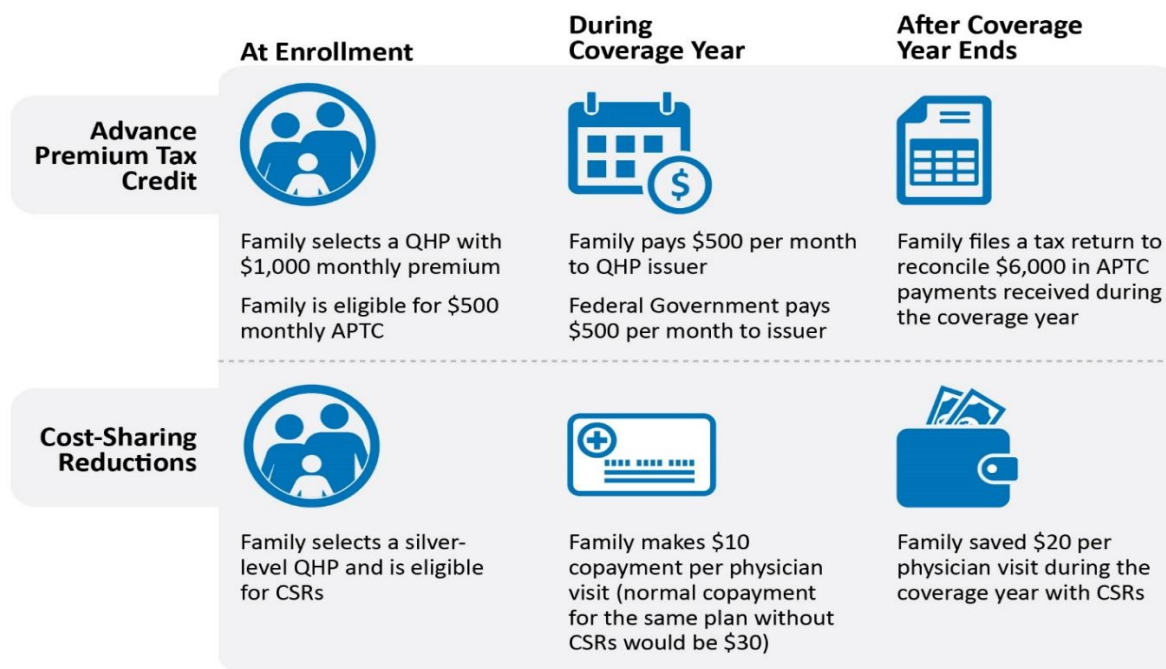 At Enrollment
During
Coverage Year
After Coverage
Year Ends
Advance
Premium Tax
Credit
Family selects a QHP with
$1,000 monthly premium
Family is eligible for $500
monthly APTC
$
Family pays $500 per month
to QHP issuer
Federal Government pays
$500 per month to issuer
Family files a tax return to
reconcile $6,000 in APTC
payments received during
the coverage year
Cost-Sharing
Reductions
Family selects a silver-
level QHP and is eligible
for CSRs
Family makes $10
copayment per physician
visit (normal copayment
for the same plan without
CSRs would be $30)
Family saved $20 per
physician visit during the
coverage year with CSRs